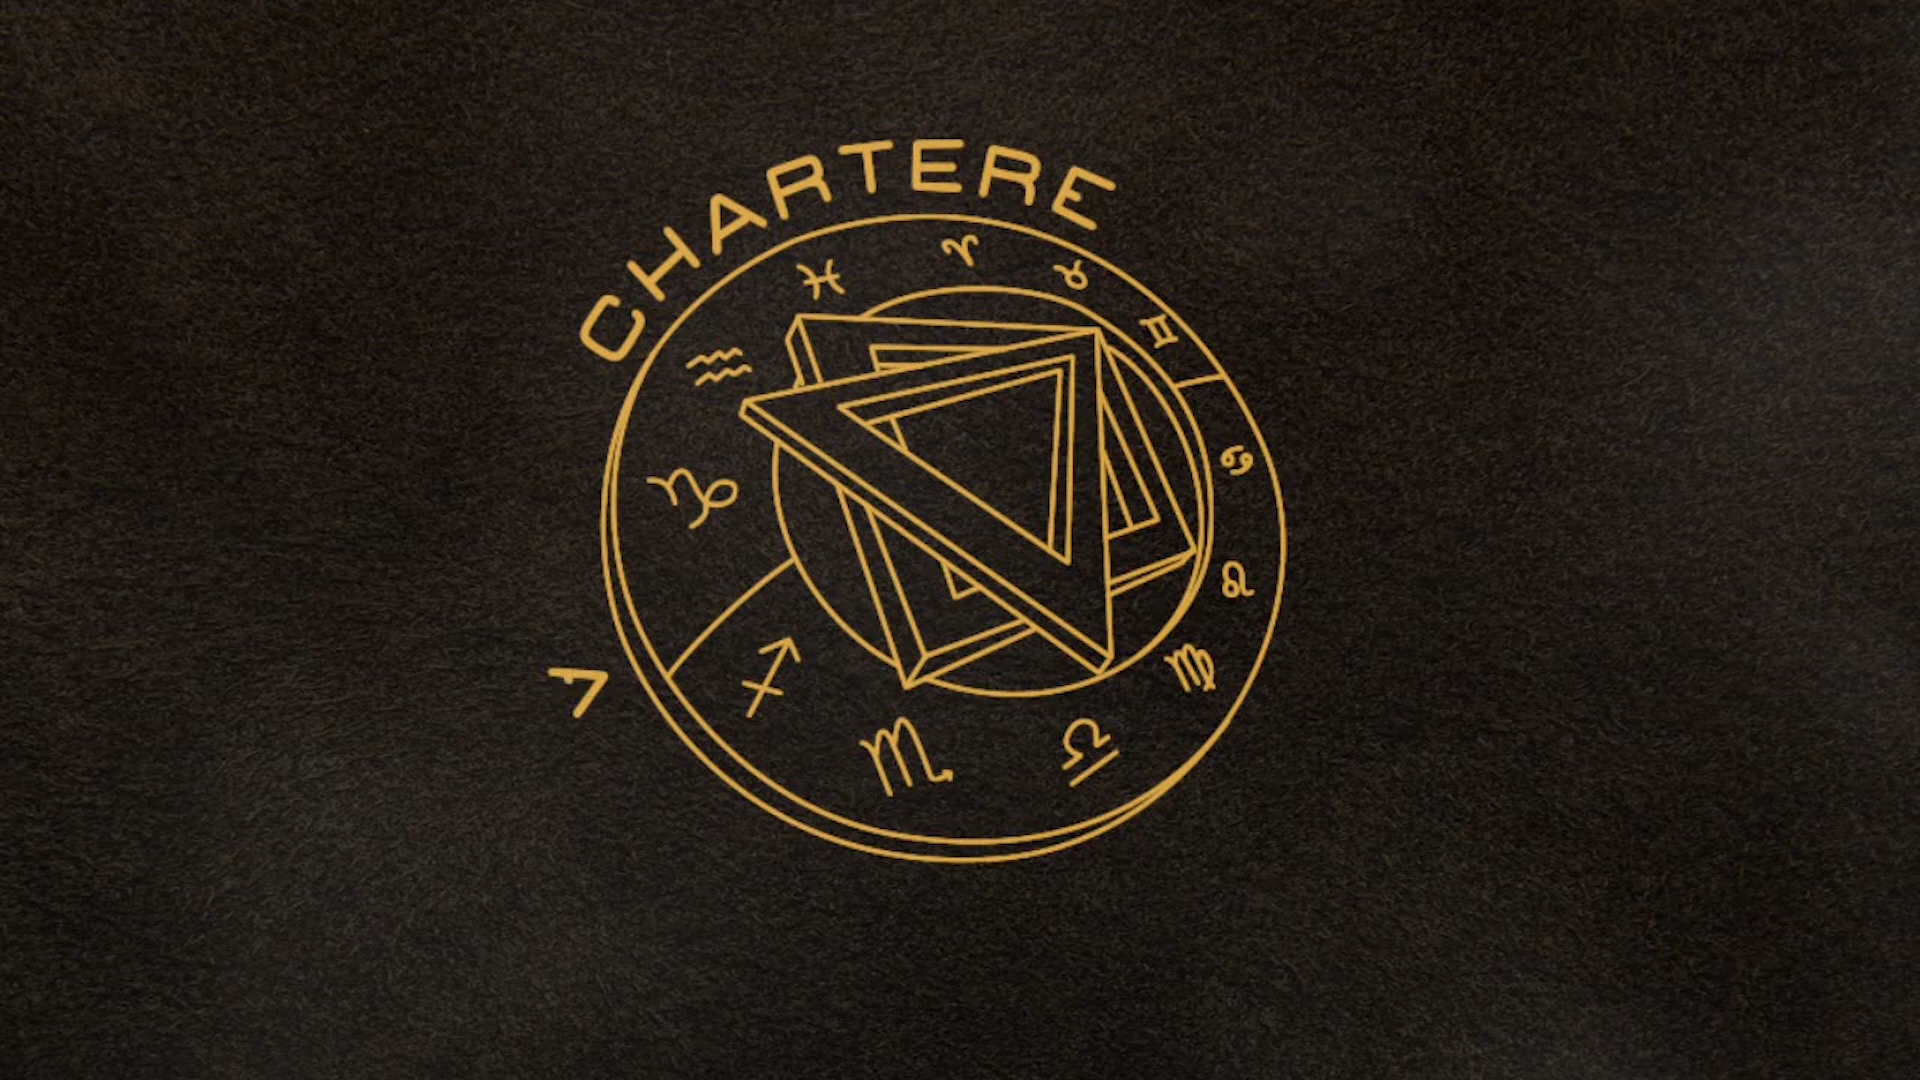 CHARTERE
♓ ♈ ♉ ♊ ♋ ♌ ♍ ♎ ♏ ♐ ♑ ♒